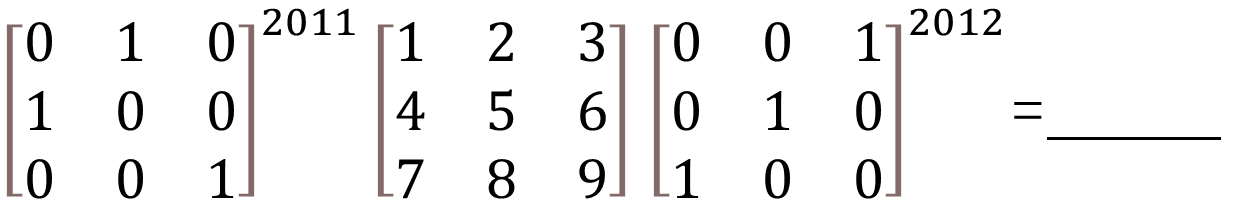 [0 1 0]^2011 [1 2 3] [0 0 1]^2012
[1 0 0] [4 5 6] [0 1 0] =______
[0 0 1] [7 8 9] [1 0 0]